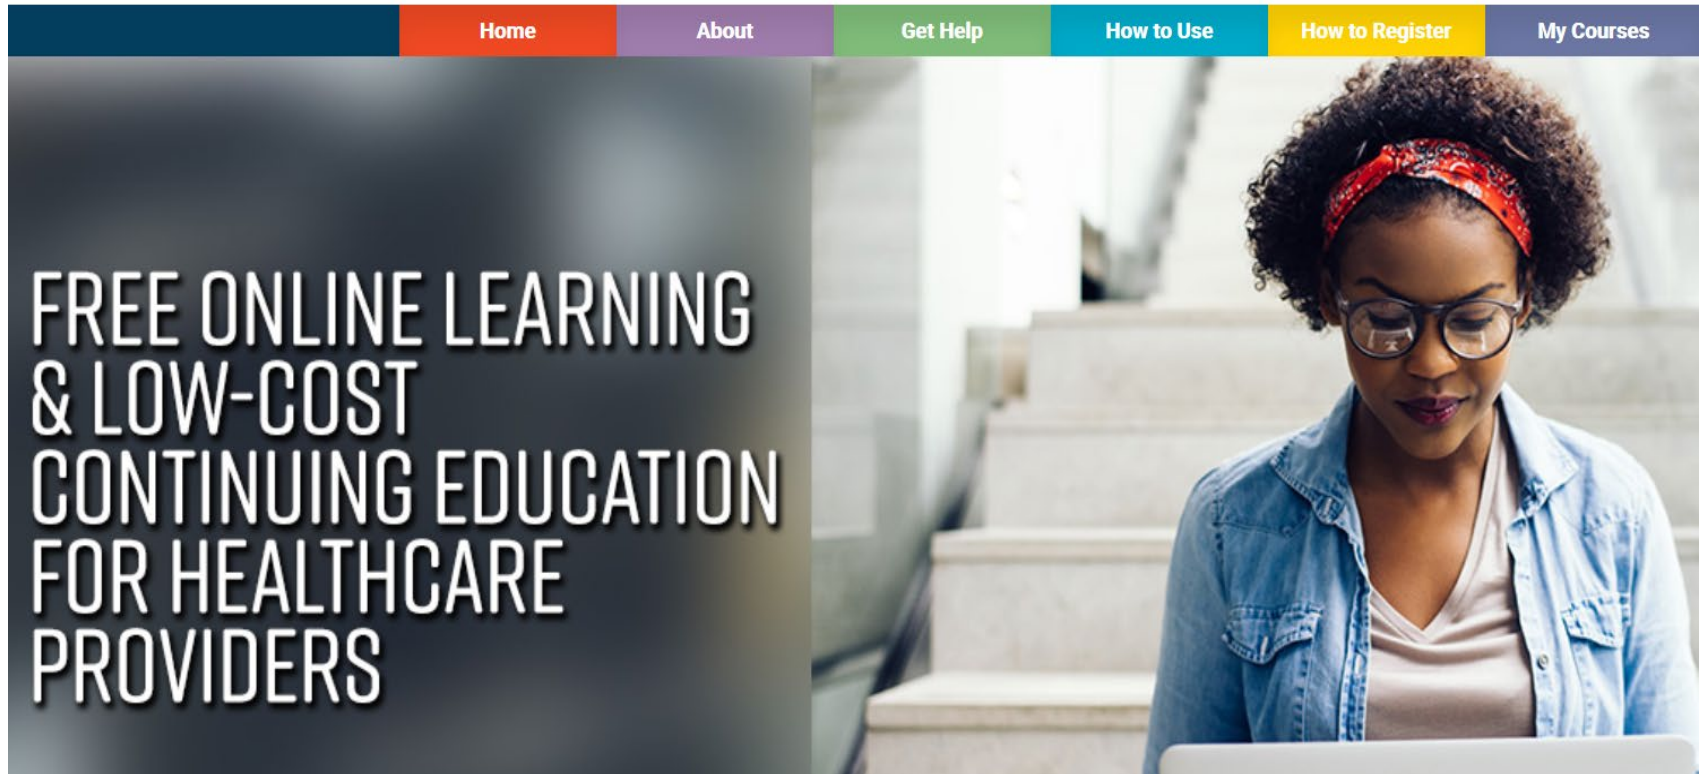 Home About Get Help How to Use How to Register My Courses
FREE ONLINE LEARNING
& LOW-COST
CONTINUING EDUCATION
FOR HEALTHCARE
PROVIDERS